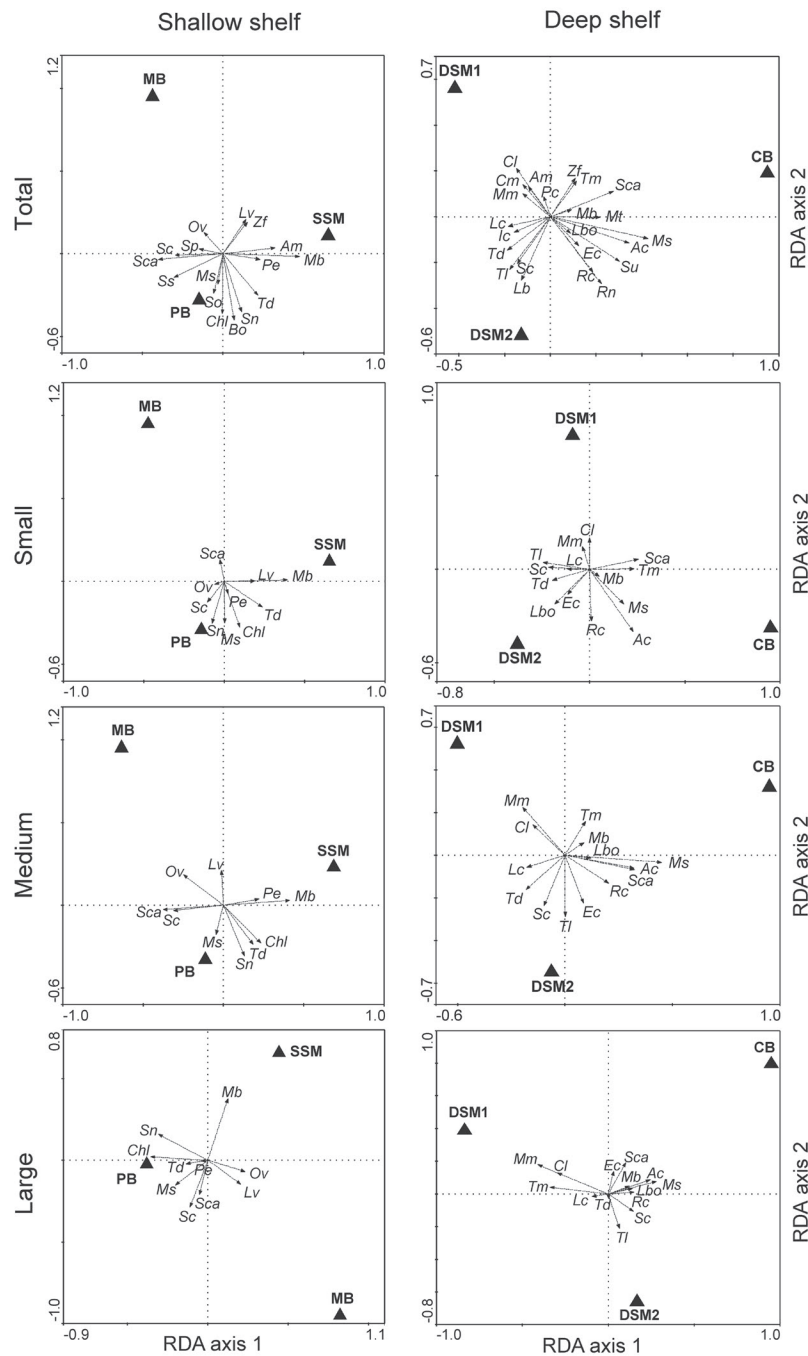 Shallow shelf
Deep shelf
Total
1.2
-0.6
-1.0
1.0
MB
SSM
PB
Lv
Zf
Ov
Sp
Sc
Sca
Am
Mb
Pe
Ss
Ms
So
Td
Chl
Sn
Bo
0.7
-0.6
-0.5
1.0
RDA axis 2
DSM1
CB
DSM2
Cl
Am
Zf
Tm
Cm
Pc
Sca
Mm
Mb
Mt
Lc
Lbo
Ic
Ms
Ac
Td
Ec
Su
Tl
Sc
Rc
Lb
Rn
Small
1.2
-0.6
-1.0
1.0
MB
SSM
PB
Sca
Lv
Mb
Ov
Pe
Sc
Td
Sn
Ms
Chl
1.0
-0.6
-0.8
1.0
RDA axis 2
DSM1
CB
DSM2
Cl
Mm
Tl
Lc
Sca
Sc
Tm
Td
Mb
Ec
Lbo
Ms
Rc
Ac
Medium
1.2
-0.6
-1.0
1.0
MB
SSM
PB
Ov
Lv
Pe
Mb
Sca
Sc
Ms
Td
Chl
Sn
0.7
-0.7
-0.6
1.0
RDA axis 2
DSM1
CB
DSM2
Mm
Tm
Cl
Mb
Lbo
Lc
Ac
Ms
Sca
Td
Rc
Sc
Ec
Tl
Large
0.8
-1.0
-0.9
1.1
RDA axis 1
SSM
PB
MB
Mb
Sn
Chl
Td
Pe
Ov
Ms
Sca
Lv
Sc
1.0
-0.8
-1.0
1.0
RDA axis 1
RDA axis 2
CB
DSM1
DSM2
Mm
Cl
Ec
Sca
Mb
Ac
Ms
Tm
Lbo
Lc
Td
Rc
Sc
Tl